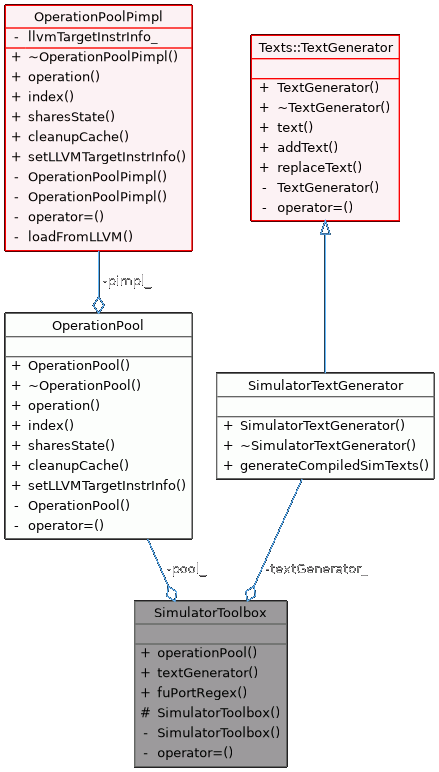 OperationPoolPimpl
- llvmTargetInstrInfo_
+ ~OperationPoolPimpl()
+ operation()
+ index()
+ sharesState()
+ cleanupCache()
+ setLLVMTargetInstrInfo()
- OperationPoolPimpl()
- OperationPoolPimpl()
- operator=()
- loadFromLLVM()
Texts::TextGenerator
+ TextGenerator()
+ ~TextGenerator()
+ text()
+ addText()
+ replaceText()
- TextGenerator()
- operator=()
-pimpl_
OperationPool
+ OperationPool()
+ ~OperationPool()
+ operation()
+ index()
+ sharesState()
+ cleanupCache()
+ setLLVMTargetInstrInfo()
- OperationPool()
- operator=()
SimulatorTextGenerator
+ SimulatorTextGenerator()
+ ~SimulatorTextGenerator()
+ generateCompiledSimTexts()
-pool_
-textGenerator_
SimulatorToolbox
+ operationPool()
+ textGenerator()
+ fuPortRegex()
# SimulatorToolbox()
- SimulatorToolbox()
- operator=()